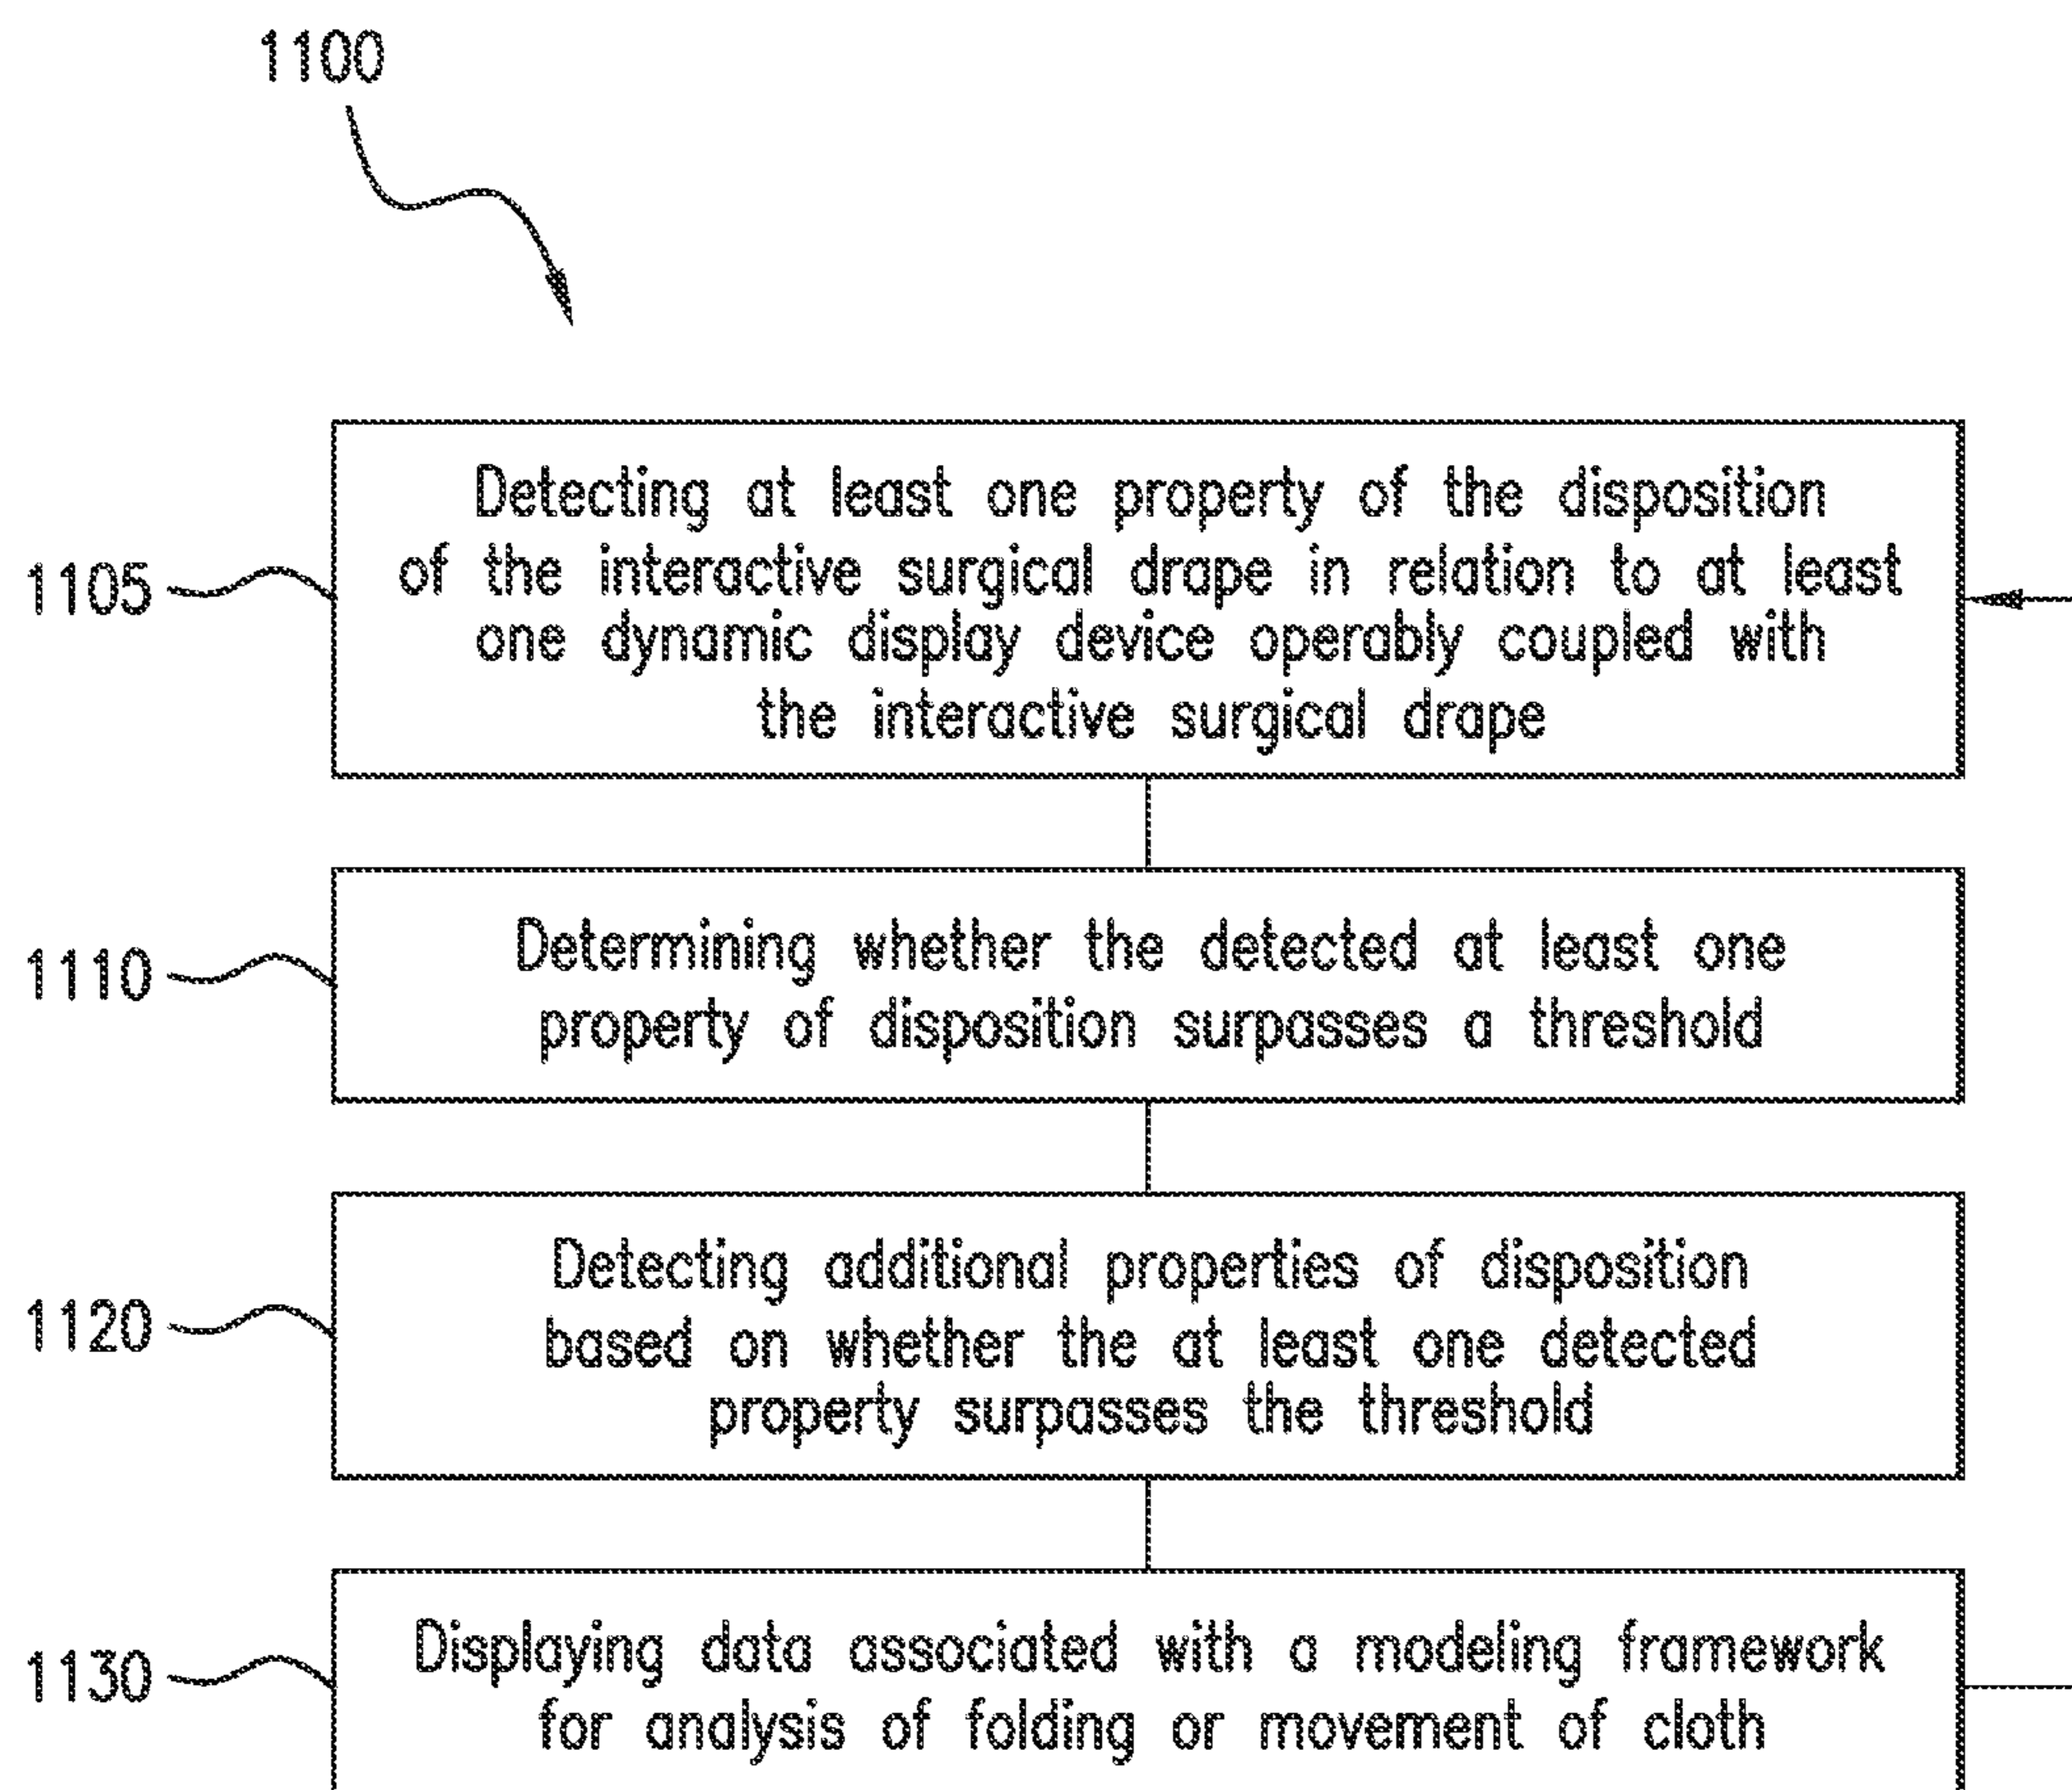 1100
1105
Detecting at least one property of the disposition
of the interactive surgical drape in relation to at least
one dynamic display device operably coupled with
the interactive surgical drape
1110
Determining whether the detected at least one
property of disposition surpasses a threshold
1120
Detecting additional properties of disposition
based on whether the at least one detected
property surpasses the threshold
1130
Displaying data associated with a modeling framework
for analysis of folding or movement of cloth